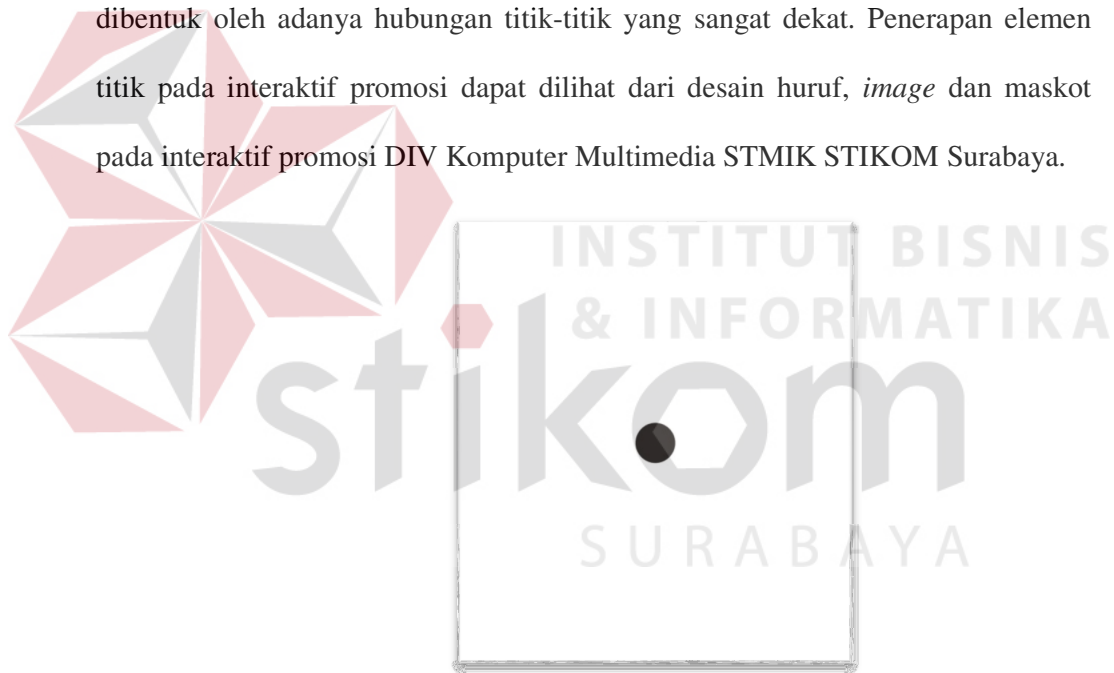 dibentuk oleh adanya hubungan titik-titik yang sangat dekat. Penerapan elemen
titik pada interaktif promosi dapat dilihat dari desain huruf, image dan maskot
pada interaktif promosi DIV Komputer Multimedia STMIK STIKOM Surabaya.
INSTITUT BISNIS
& INFORMATIKA
stikom
SURABAYA